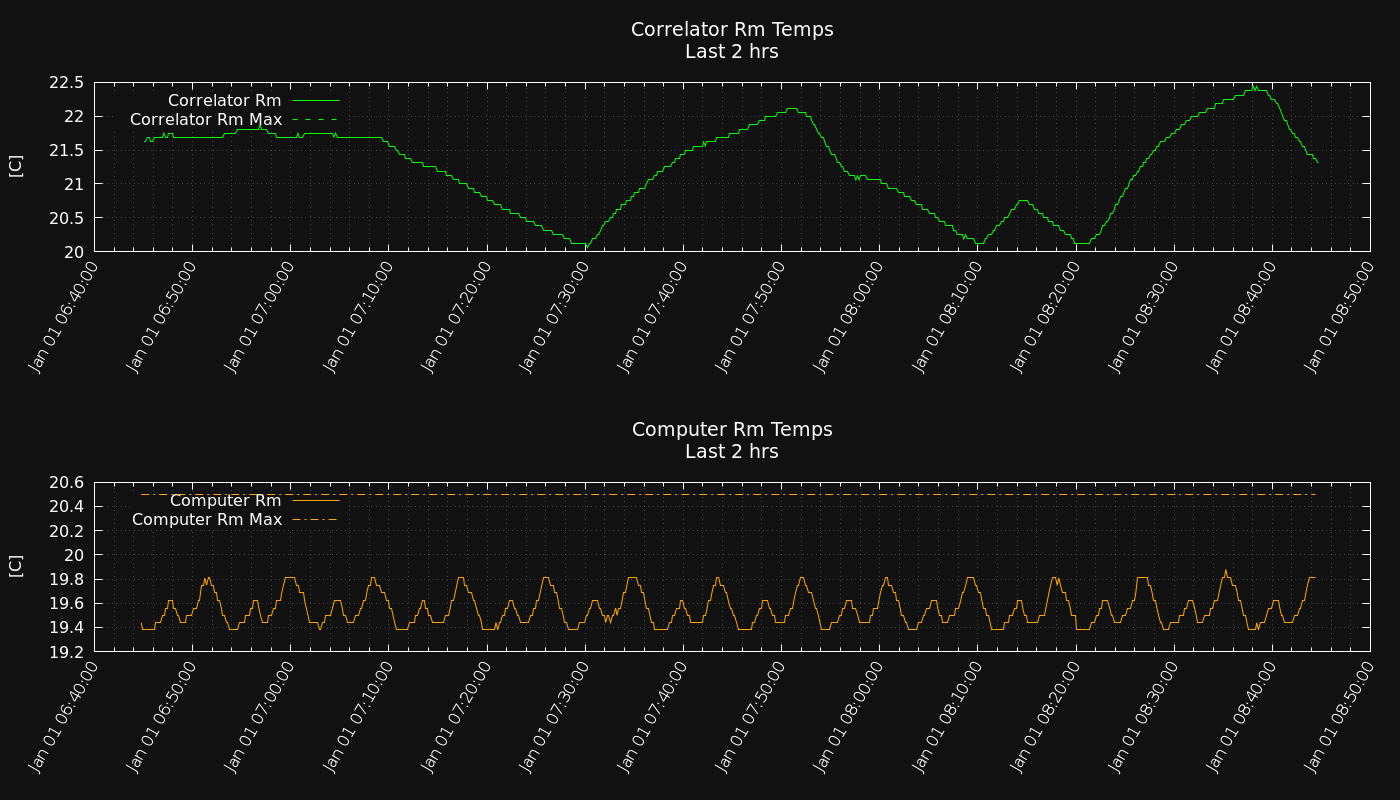 Correlator Rm Temps
Last 2 hrs
22.5
22
21.5
21
20.5
20
[C]
Correlator Rm
Correlator Rm Max
Jan 01 06:40:00
Jan 01 06:50:00
Jan 01 07:00:00
Jan 01 07:10:00
Jan 01 07:20:00
Jan 01 07:30:00
Jan 01 07:40:00
Jan 01 07:50:00
Jan 01 08:00:00
Jan 01 08:10:00
Jan 01 08:20:00
Jan 01 08:30:00
Jan 01 08:40:00
Jan 01 08:50:00
Computer Rm Temps
Last 2 hrs
20.6
20.4
20.2
20
19.8
19.6
19.4
19.2
[C]
Computer Rm
Computer Rm Max
Jan 01 06:40:00
Jan 01 06:50:00
Jan 01 07:00:00
Jan 01 07:10:00
Jan 01 07:20:00
Jan 01 07:30:00
Jan 01 07:40:00
Jan 01 07:50:00
Jan 01 08:00:00
Jan 01 08:10:00
Jan 01 08:20:00
Jan 01 08:30:00
Jan 01 08:40:00
Jan 01 08:50:00